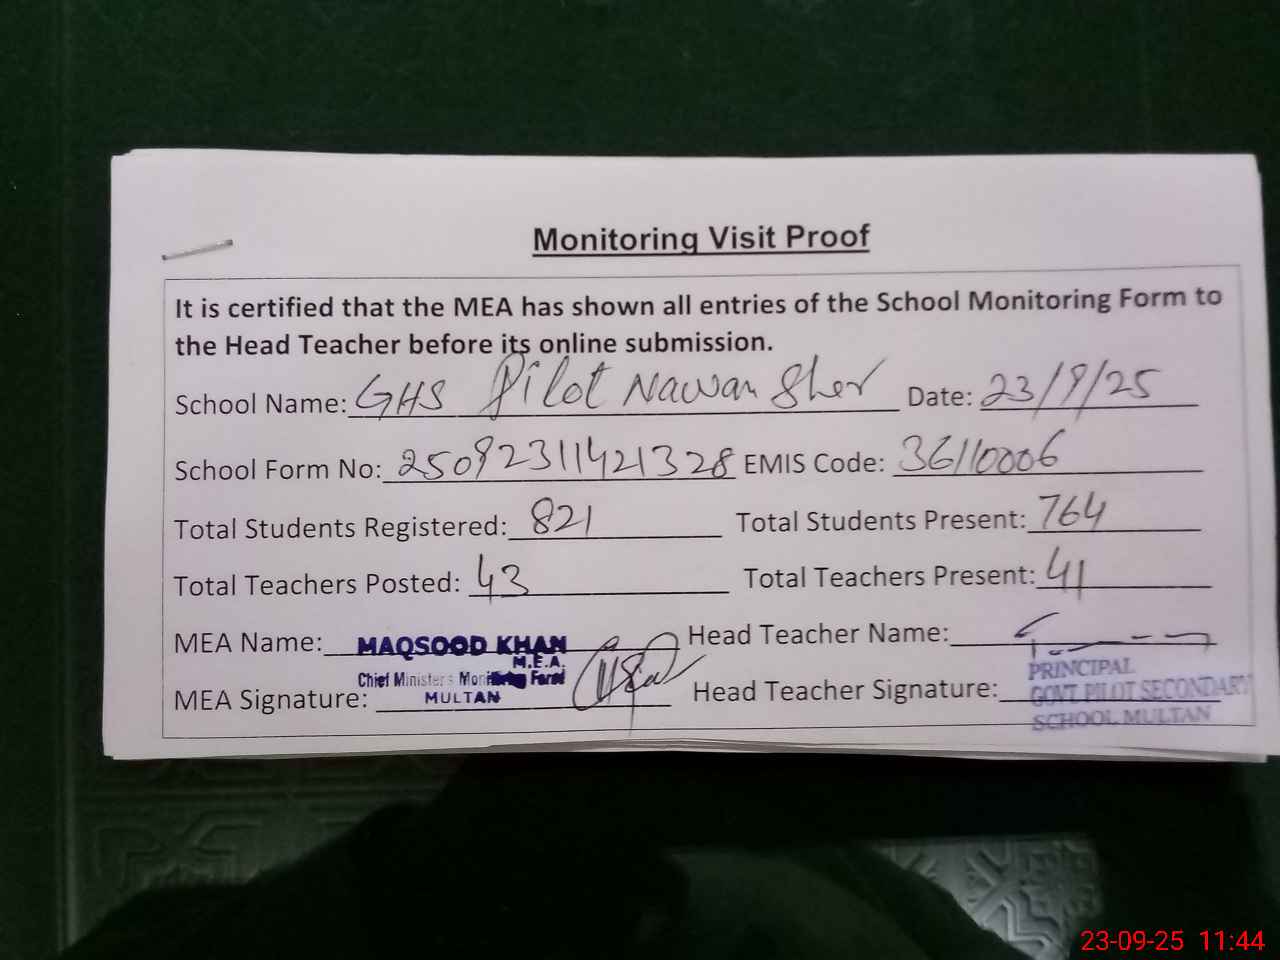 Monitoring Visit Proof
It is certified that the MEA has shown all entries of the School Monitoring Form to
the Head Teacher before its online submission.
School Name: GHS Pilot Nawan Sher Date: 23/9/25
School Form No: 250923111421328 EMIS Code: 36110006
Total Students Registered: 821 Total Students Present: 764
Total Teachers Posted: 43 Total Teachers Present: 41
MEA Name: MAQSOOD KHAN Head Teacher Name:
M.E.A.
Chief Minister's Monitoring Force
MEA Signature: MULTAN Head Teacher Signature:
PRINCIPAL
GOVT PILOT SECONDARY
SCHOOL MULTAN
23-09-25 11:44